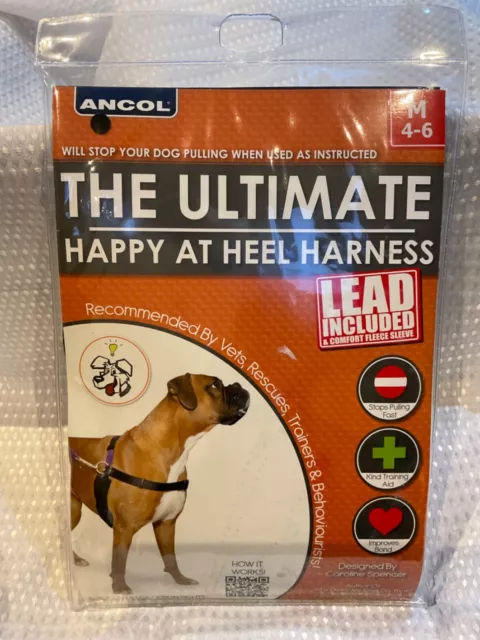 ANCOL
M
4-6
WILL STOP YOUR DOG PULLING WHEN USED AS INSTRUCTED
THE ULTIMATE
HAPPY AT HEEL HARNESS
LEAD
INCLUDED
& COMFORT FLEECE SLEEVE
Recommended By Vets, Rescues, Trainers & Behaviourists!
Stops Pulling
Fast
Kind Training
Aid
Improves
Bond
HOW IT
WORKS!
Designed By
Caroline Spencer